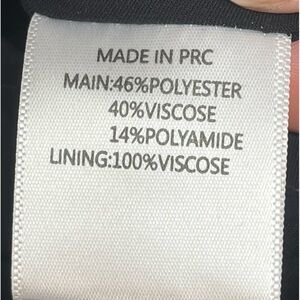 MADE IN PRC
MAIN:46%POLYESTER
40%VISCOSE
14%POLYAMIDE
LINING:100%VISCOSE